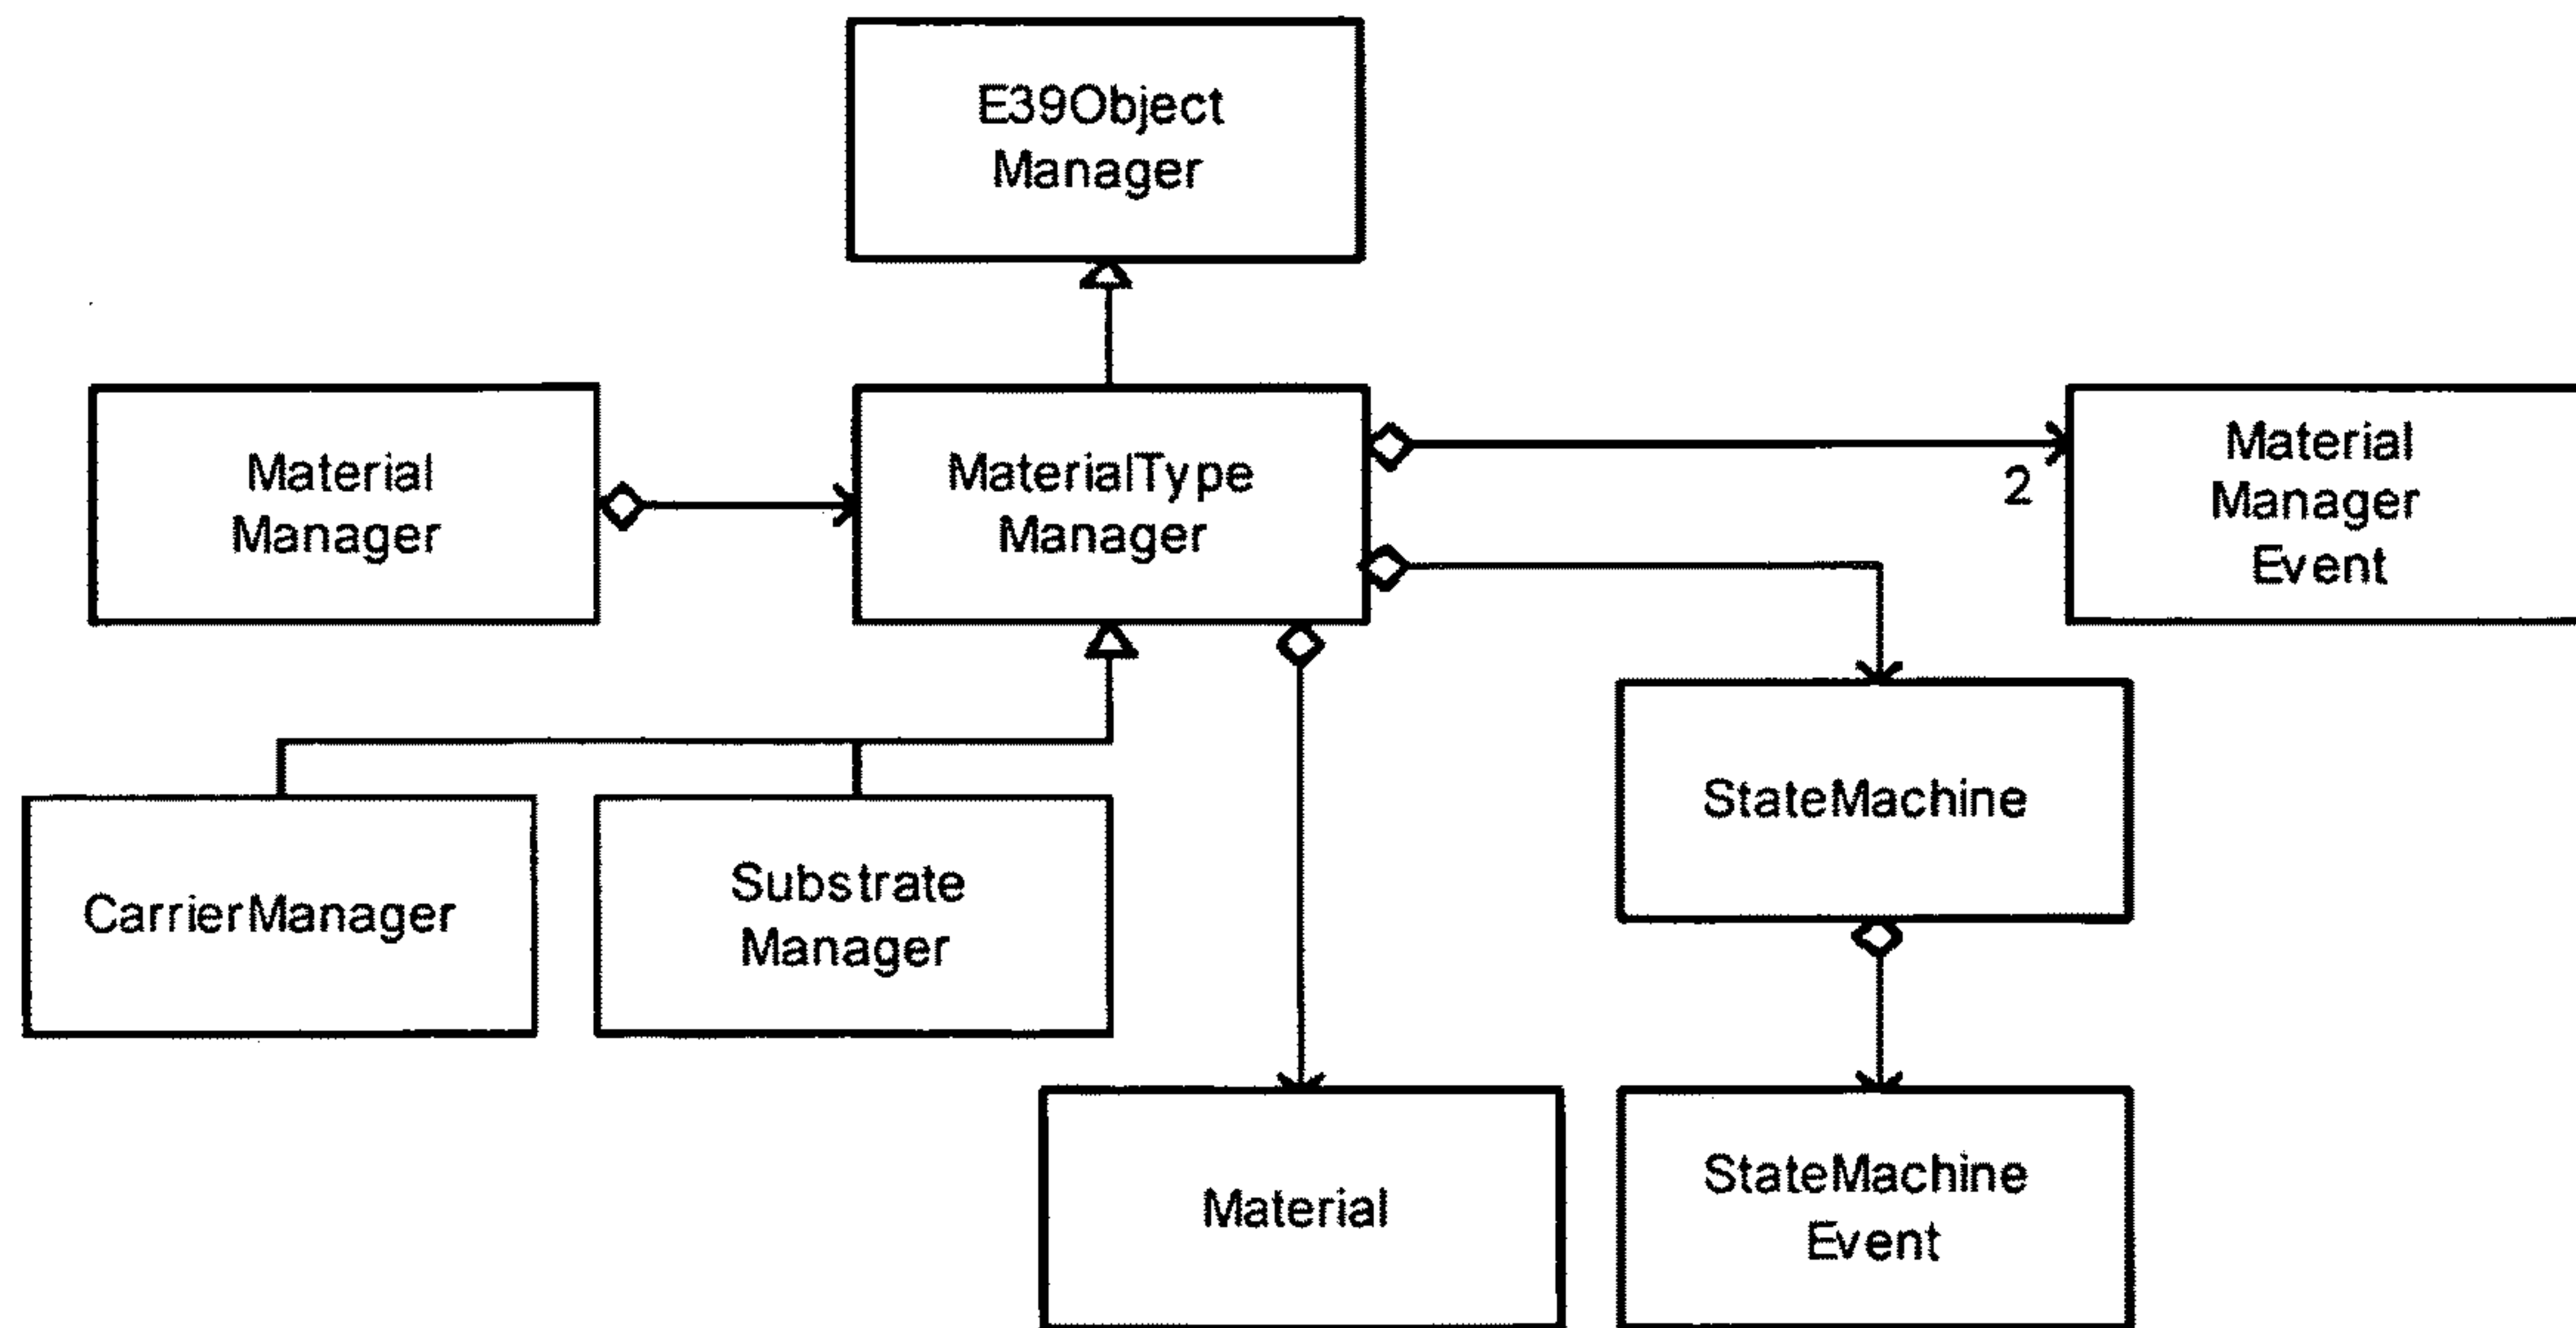 E39Object
Manager
Material
Manager
MaterialType
Manager
Material
Manager
Event
2
StateMachine
CarrierManager
Substrate
Manager
Material
StateMachine
Event